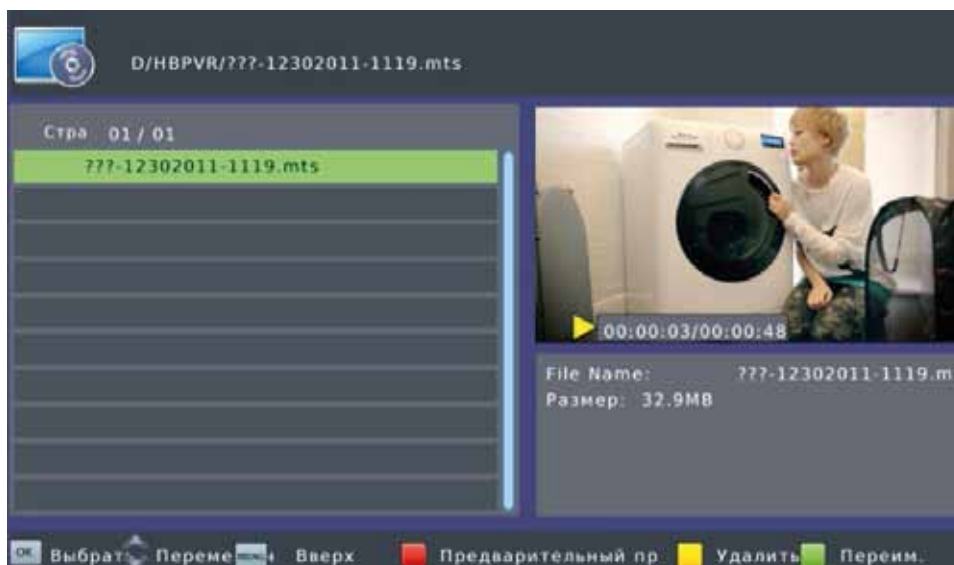 D/HBPVR/???-12302011-1119.mts
Стра 01 / 01
???-12302011-1119.mts
00:00:03/00:00:48
File Name: ???-12302011-1119.m
Размер: 32.9MB
OK Выбрат Переме MENU Вверх Предварительный пр Удалить Переим.